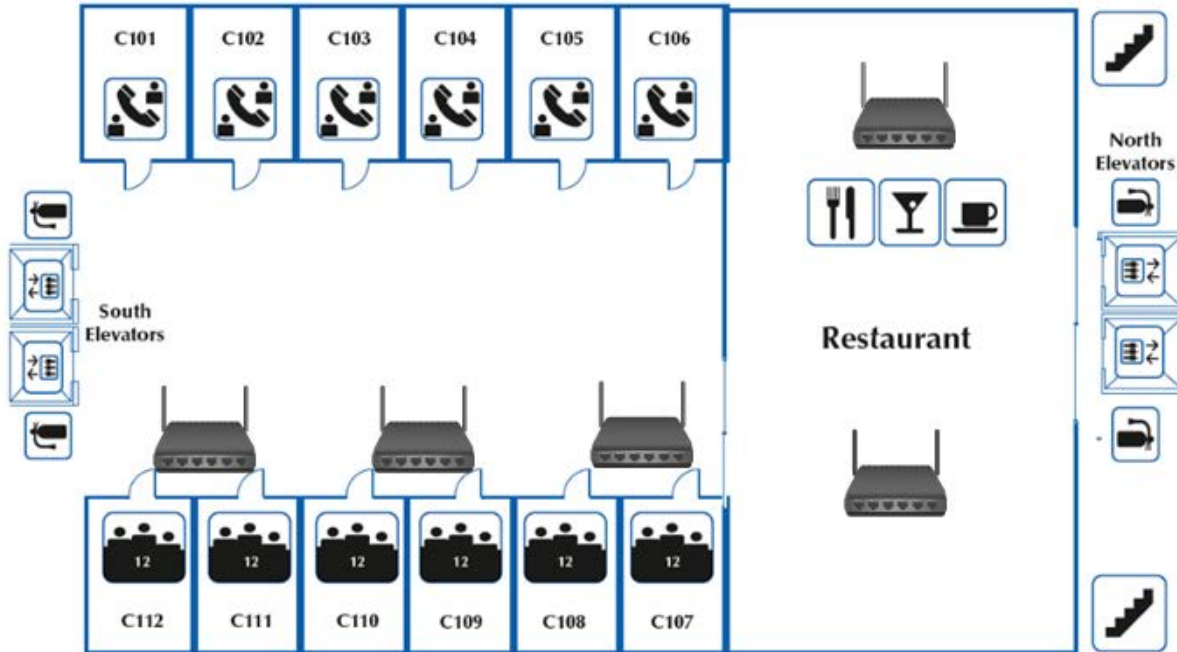 C101
C102
C103
C104
C105
C106
North
Elevators
South
Elevators
Restaurant
12
12
12
12
12
12
C112
C111
C110
C109
C108
C107